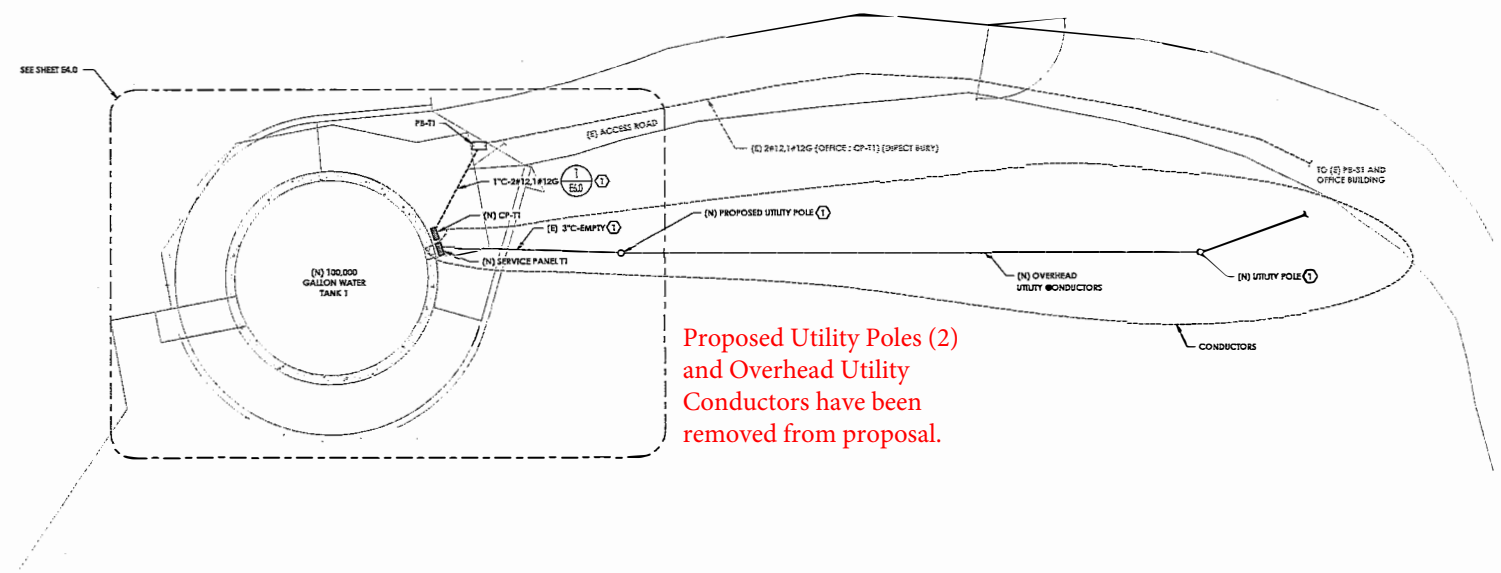 SEE SHEET E4.0
PB-T1
(E) ACCESS ROAD
(E) 2#12,1#12G (OFFICE : CP-T1) (DIRECT BURY)
TO (E) PB-S1 AND
OFFICE BUILDING
1"C-2#12,1#12G
1
E6.0
1
(N) CP-T1
(E) 3"C-EMPTY
1
(N) PROPOSED UTILITY POLE
1
(N) SERVICE PANEL T1
(N) 100,000
GALLON WATER
TANK 1
(N) OVERHEAD
UTILITY CONDUCTORS
(N) UTILITY POLE
1
CONDUCTORS
Proposed Utility Poles (2)
and Overhead Utility
Conductors have been
removed from proposal.